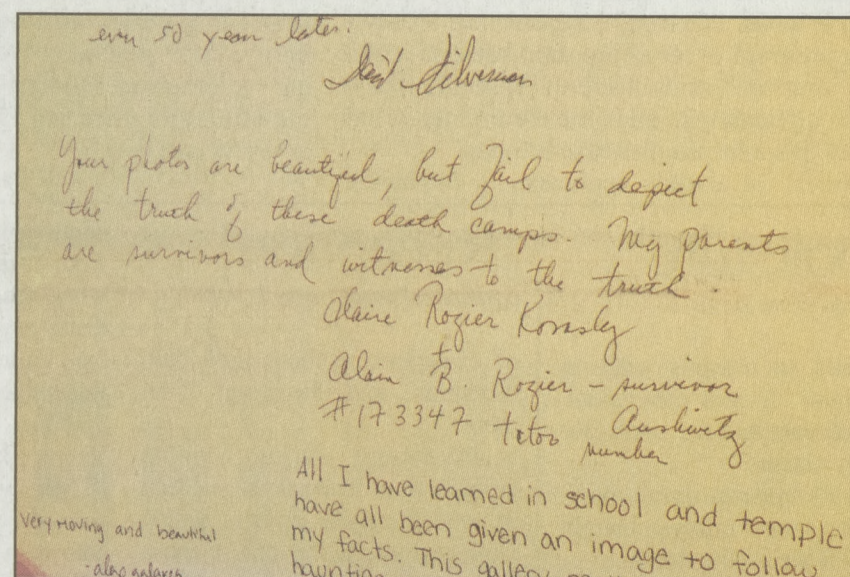 even 50 years later.
David Silverman
Your photos are beautiful, but fail to depict
the truth of these death camps. My parents
are survivors and witnesses to the truth.
Claire Rozier
Alain B. Rozier – survivor
#173347 Auschwitz
number
All I have learned in school and temple
have all been given an image to follow
my facts. This gallery
very moving and beautiful